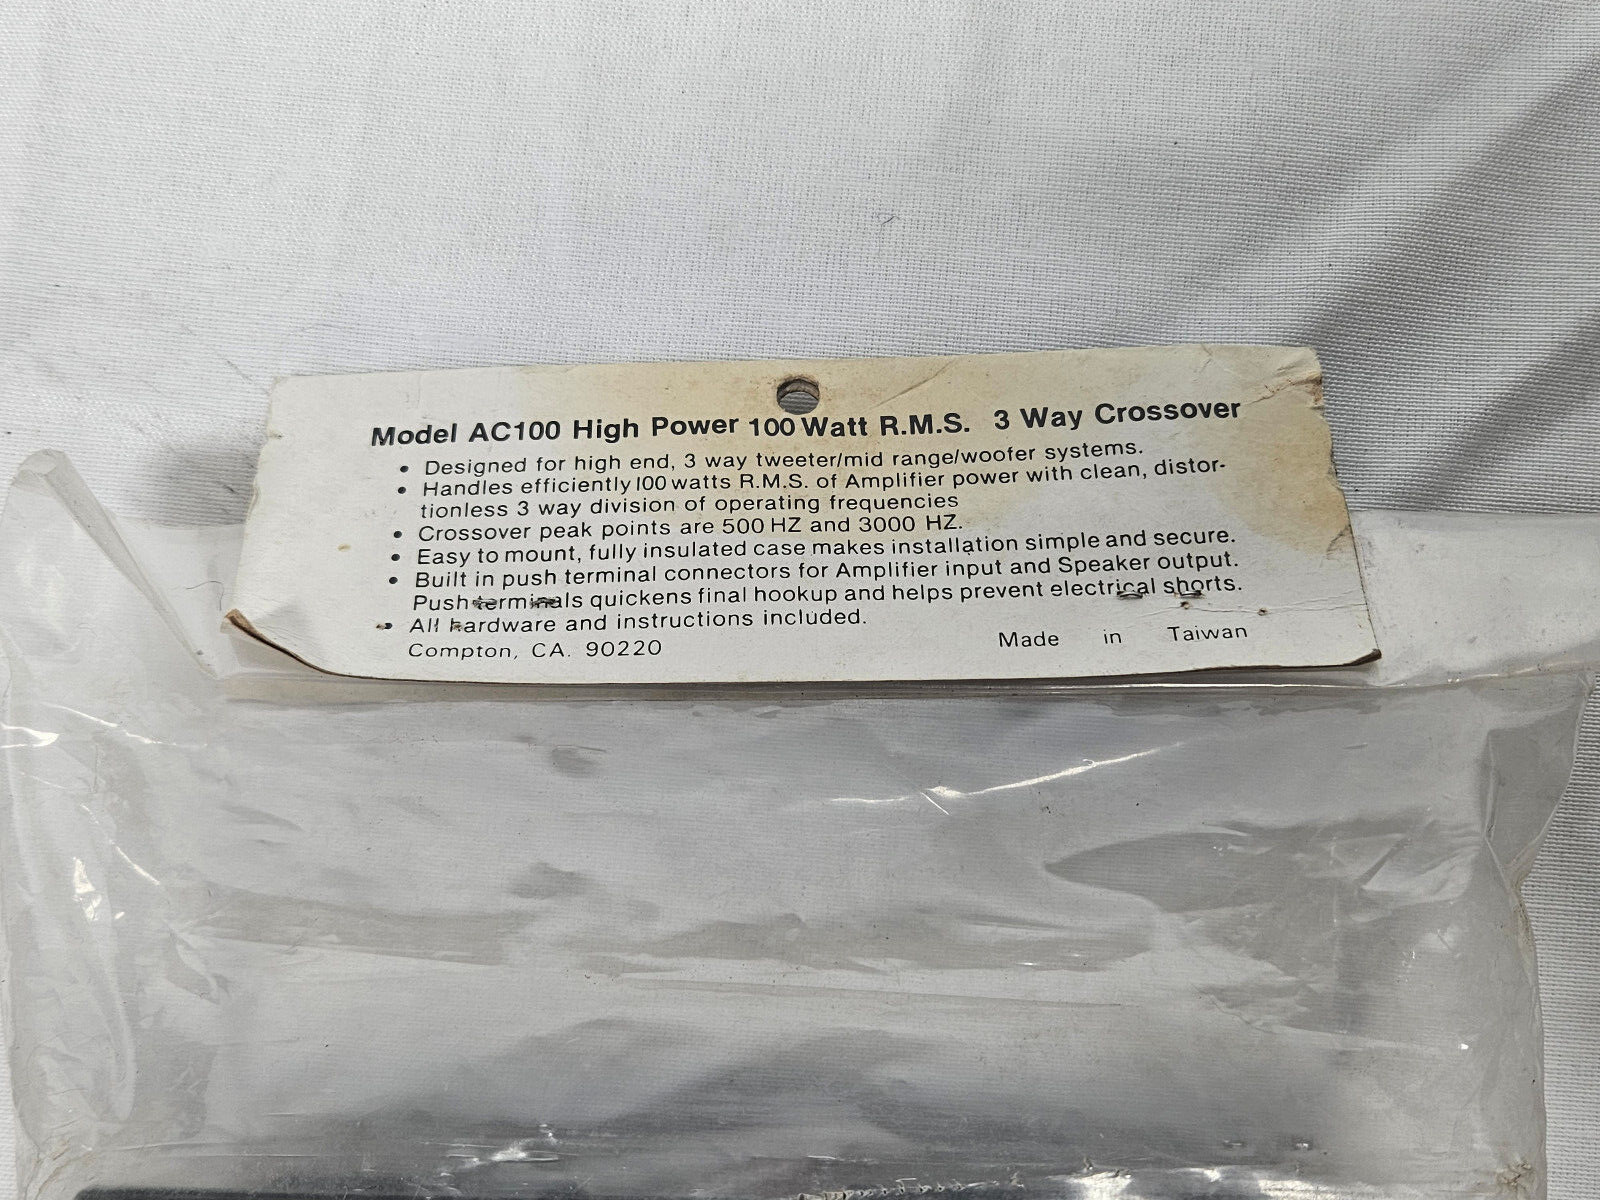 Model AC100 High Power 100 Watt R.M.S. 3 Way Crossover
• Designed for high end, 3 way tweeter/mid range/woofer systems.
• Handles efficiently 100 watts R.M.S. of Amplifier power with clean, distor-
tionless 3 way division of operating frequencies
• Crossover peak points are 500 HZ and 3000 HZ.
• Easy to mount, fully insulated case makes installation simple and secure.
• Built in push terminal connectors for Amplifier input and Speaker output.
Push terminals quickens final hookup and helps prevent electrical shorts.
• All hardware and instructions included.
Compton, CA. 90220 Made in Taiwan